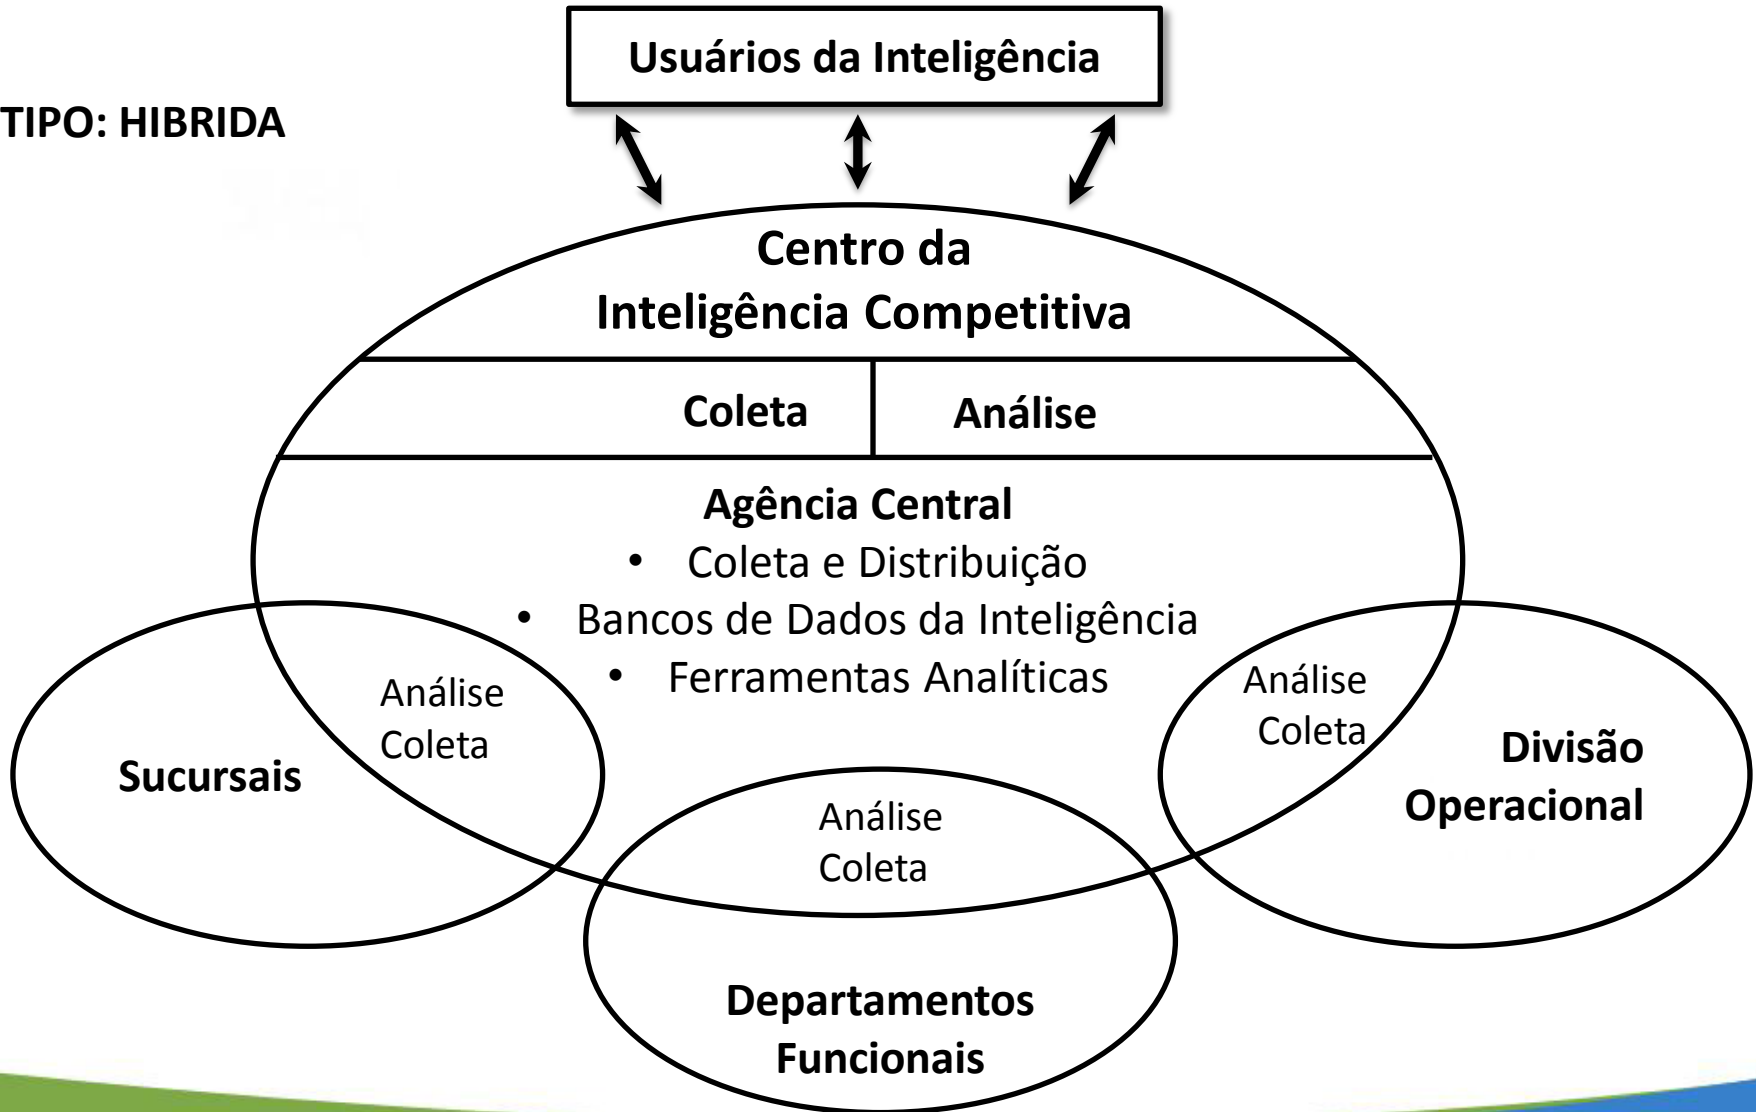 Usuários da Inteligência
TIPO: HIBRIDA
Centro da
Inteligência Competitiva
Coleta
Análise
Agência Central
• Coleta e Distribuição
• Bancos de Dados da Inteligência
• Ferramentas Analíticas
Análise
Coleta
Sucursais
Análise
Coleta
Departamentos
Funcionais
Análise
Coleta
Divisão
Operacional